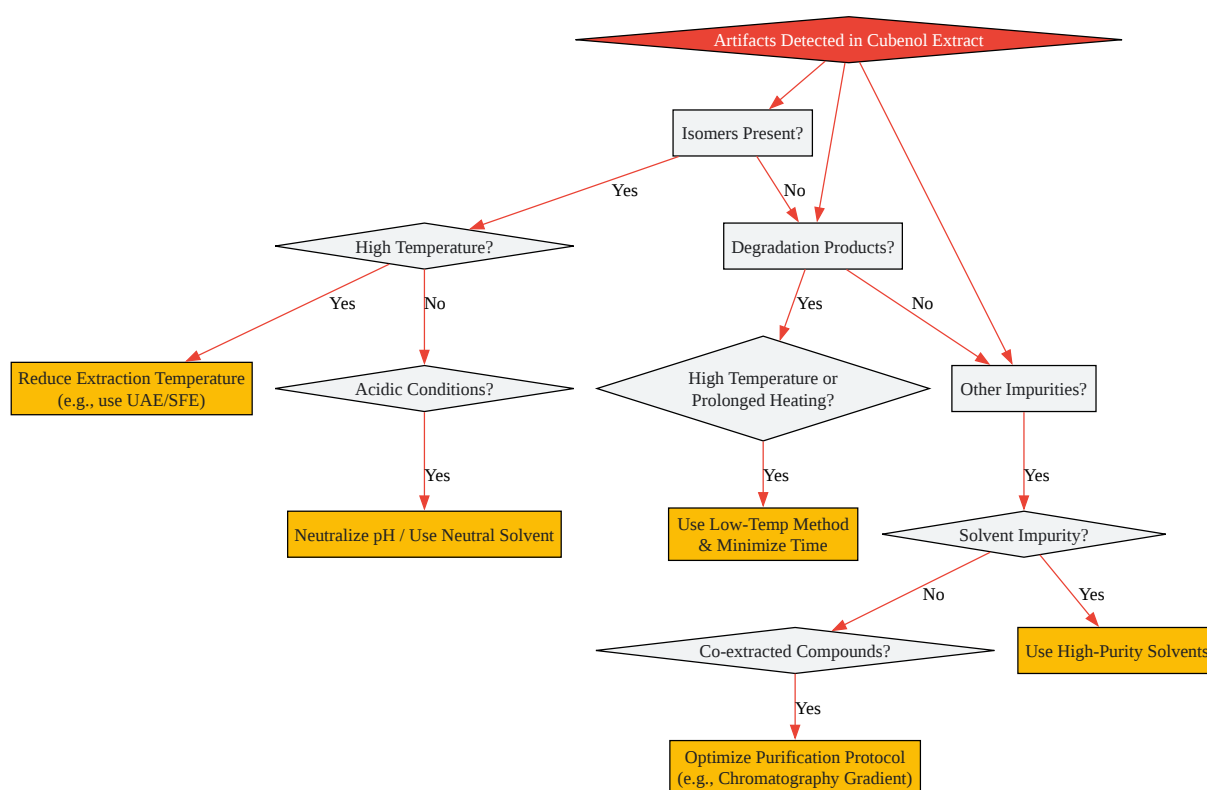 Artifacts Detected in Cubenol Extract
Isomers Present?
Yes
No
High Temperature?
Degradation Products?
Yes
No
Yes
No
Reduce Extraction Temperature
(e.g., use UAE/SFE)
Acidic Conditions?
High Temperature or
Prolonged Heating?
Other Impurities?
Yes
Yes
Yes
Neutralize pH / Use Neutral Solvent
Use Low-Temp Method
& Minimize Time
Solvent Impurity?
No
Yes
Co-extracted Compounds?
Use High-Purity Solvents
Yes
Optimize Purification Protocol
(e.g., Chromatography Gradient)